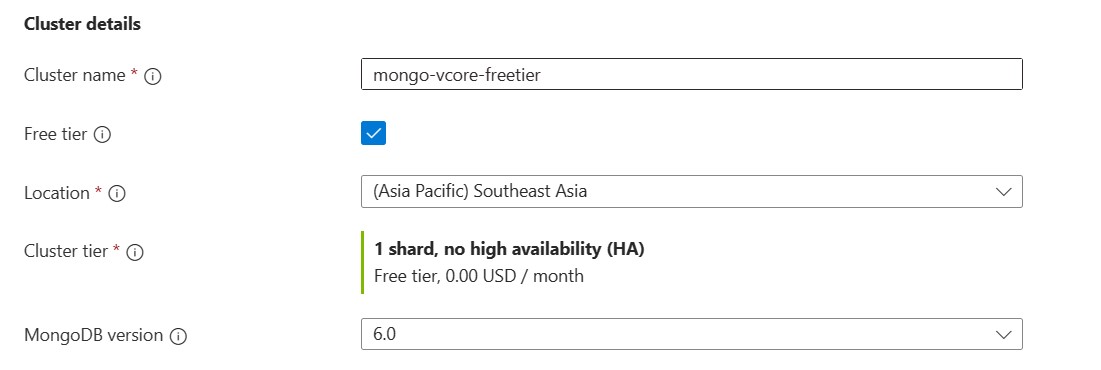 Cluster details
Cluster name *
mongo-vcore-freetier
Free tier
Location *
(Asia Pacific) Southeast Asia
Cluster tier *
1 shard, no high availability (HA)
Free tier, 0.00 USD / month
MongoDB version
6.0